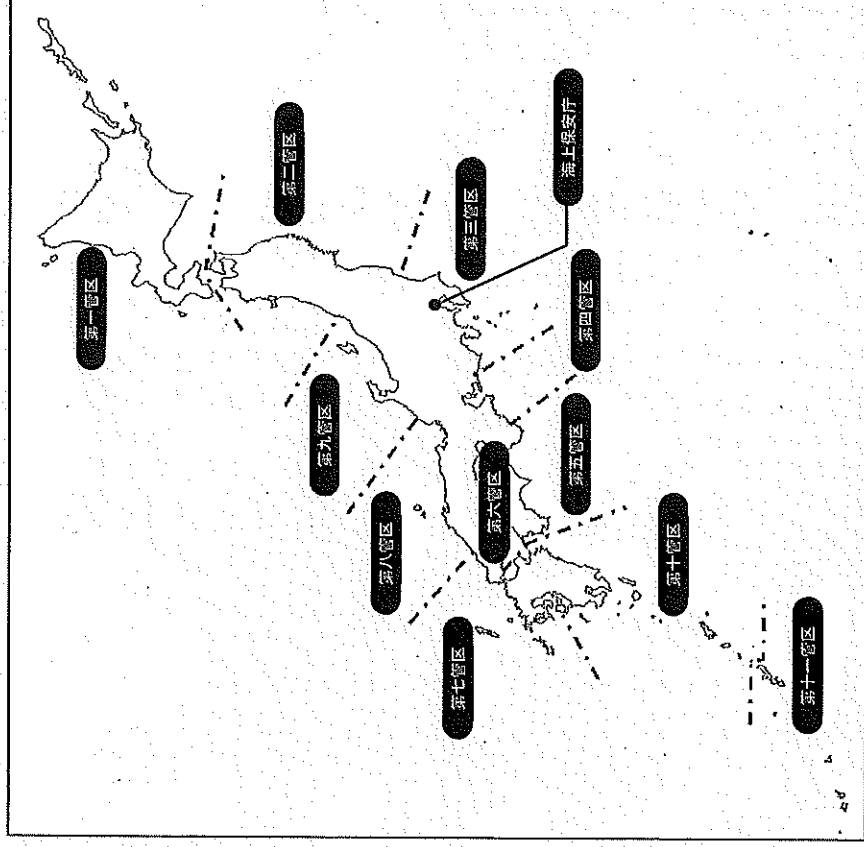 第一管区
第二管区
第三管区
海上保安庁
第四管区
第五管区
第六管区
第七管区
第八管区
第九管区
第十管区
第十一管区